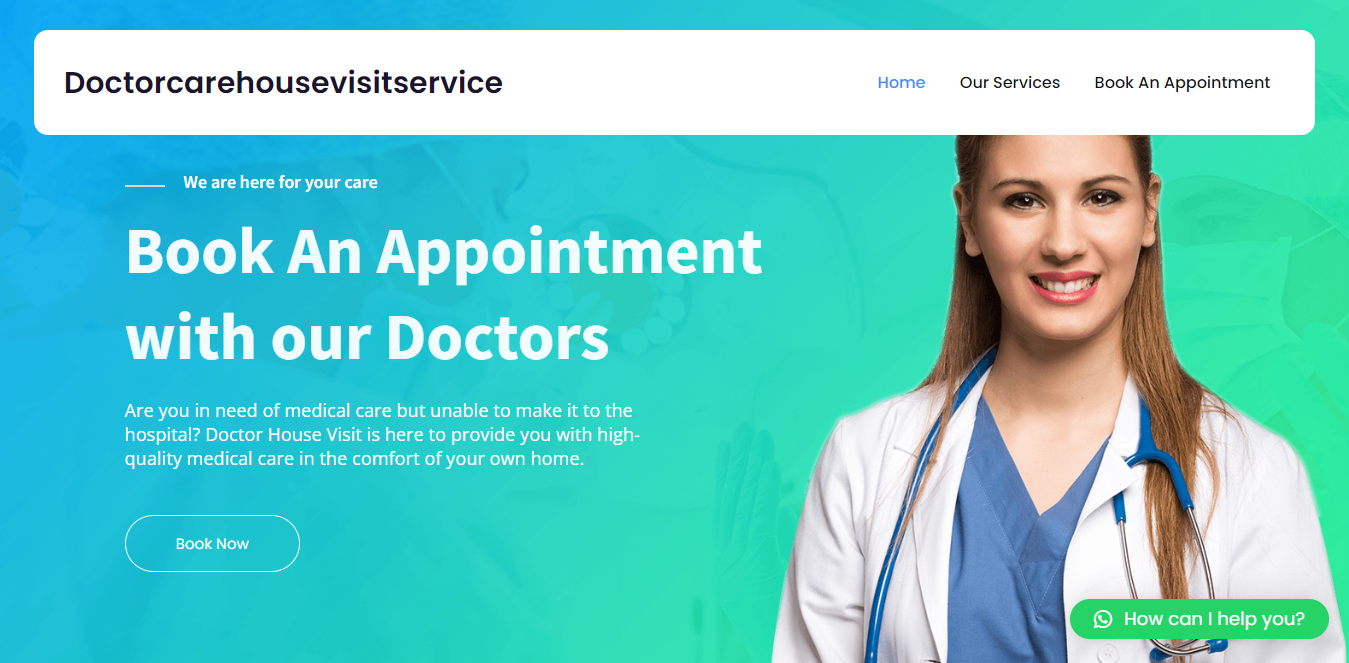 Doctorcarehousevisitservice
Home
Our Services
Book An Appointment
We are here for your care
Book An Appointment
with our Doctors
Are you in need of medical care but unable to make it to the
hospital? Doctor House Visit is here to provide you with high-
quality medical care in the comfort of your own home.
Book Now
How can I help you?